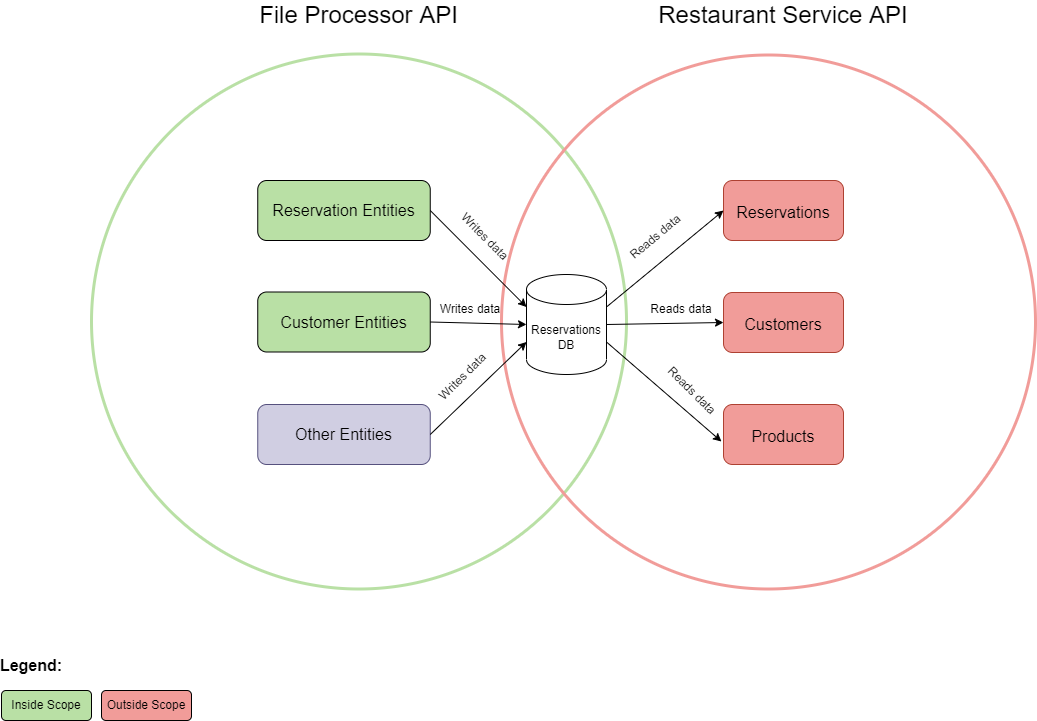 File Processor API
Restaurant Service API
Reservation Entities
Writes data
Reads data
Reservations
Customer Entities
Writes data
Reservations
DB
Reads data
Customers
Other Entities
Writes data
Reads data
Products
Legend:
Inside Scope
Outside Scope